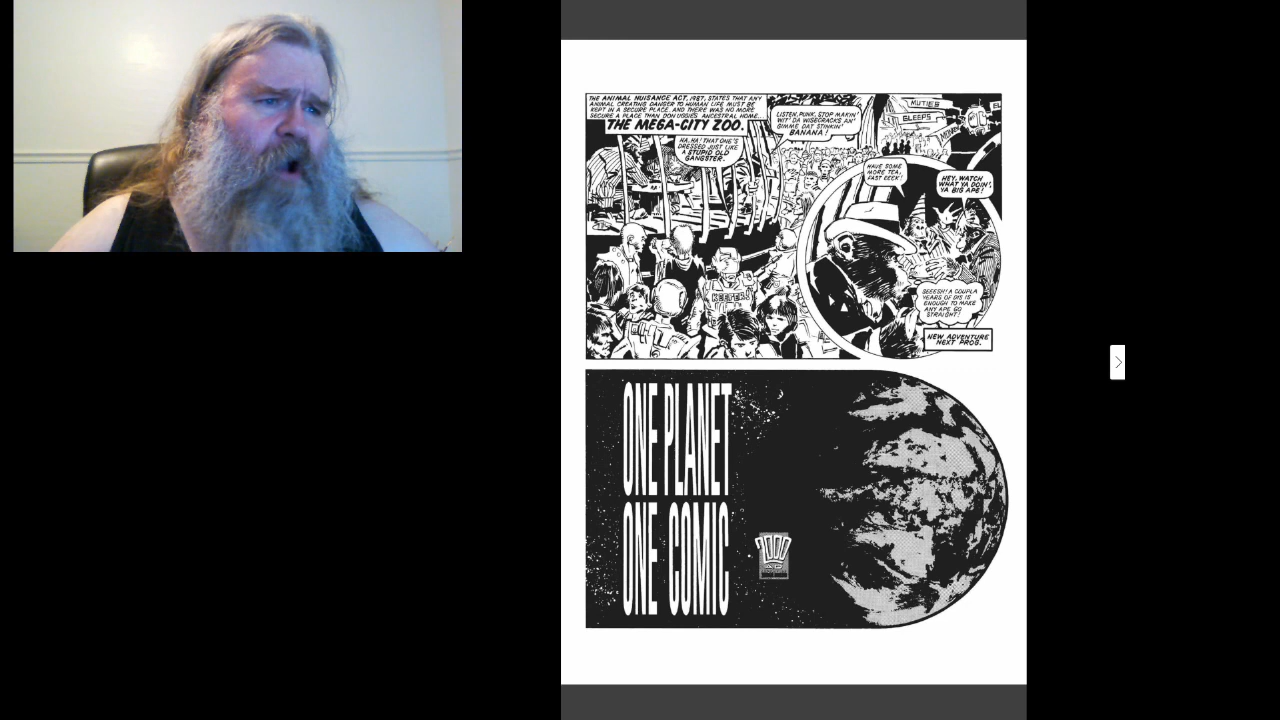 THE ANIMAL NUISANCE ACT, 1987, STATES THAT ANY
ANIMAL CREATING DANGER TO HUMAN LIFE MUST BE
KEPT IN A SECURE PLACE. AND THERE WAS NO MORE
SECURE A PLACE THAN DON UGGIES ANCESTRAL HOME...
THE MEGA-CITY ZOO.
HA, HA! THAT ONE'S
DRESSED JUST LIKE
A STUPID OLD
GANGSTER.
LISTEN, PUNK, STOP MAKIN'
WIT' DA WISECRACKS AN'
GIMME DAT STINKIN'
BANANA!
MUTIES
BLEEPS
HAVE SOME
MORE TEA,
FAST EEEK!
HEY, WATCH
WHAT YA DOIN',
YA BIG APE!
KEEPER
SEEESH! A COUPLA
YEARS OF DIS IS
ENOUGH TO MAKE
ANY APE GO
STRAIGHT!
NEW ADVENTURE
NEXT PROG.
ONE PLANET
ONE COMIC
2000
AD